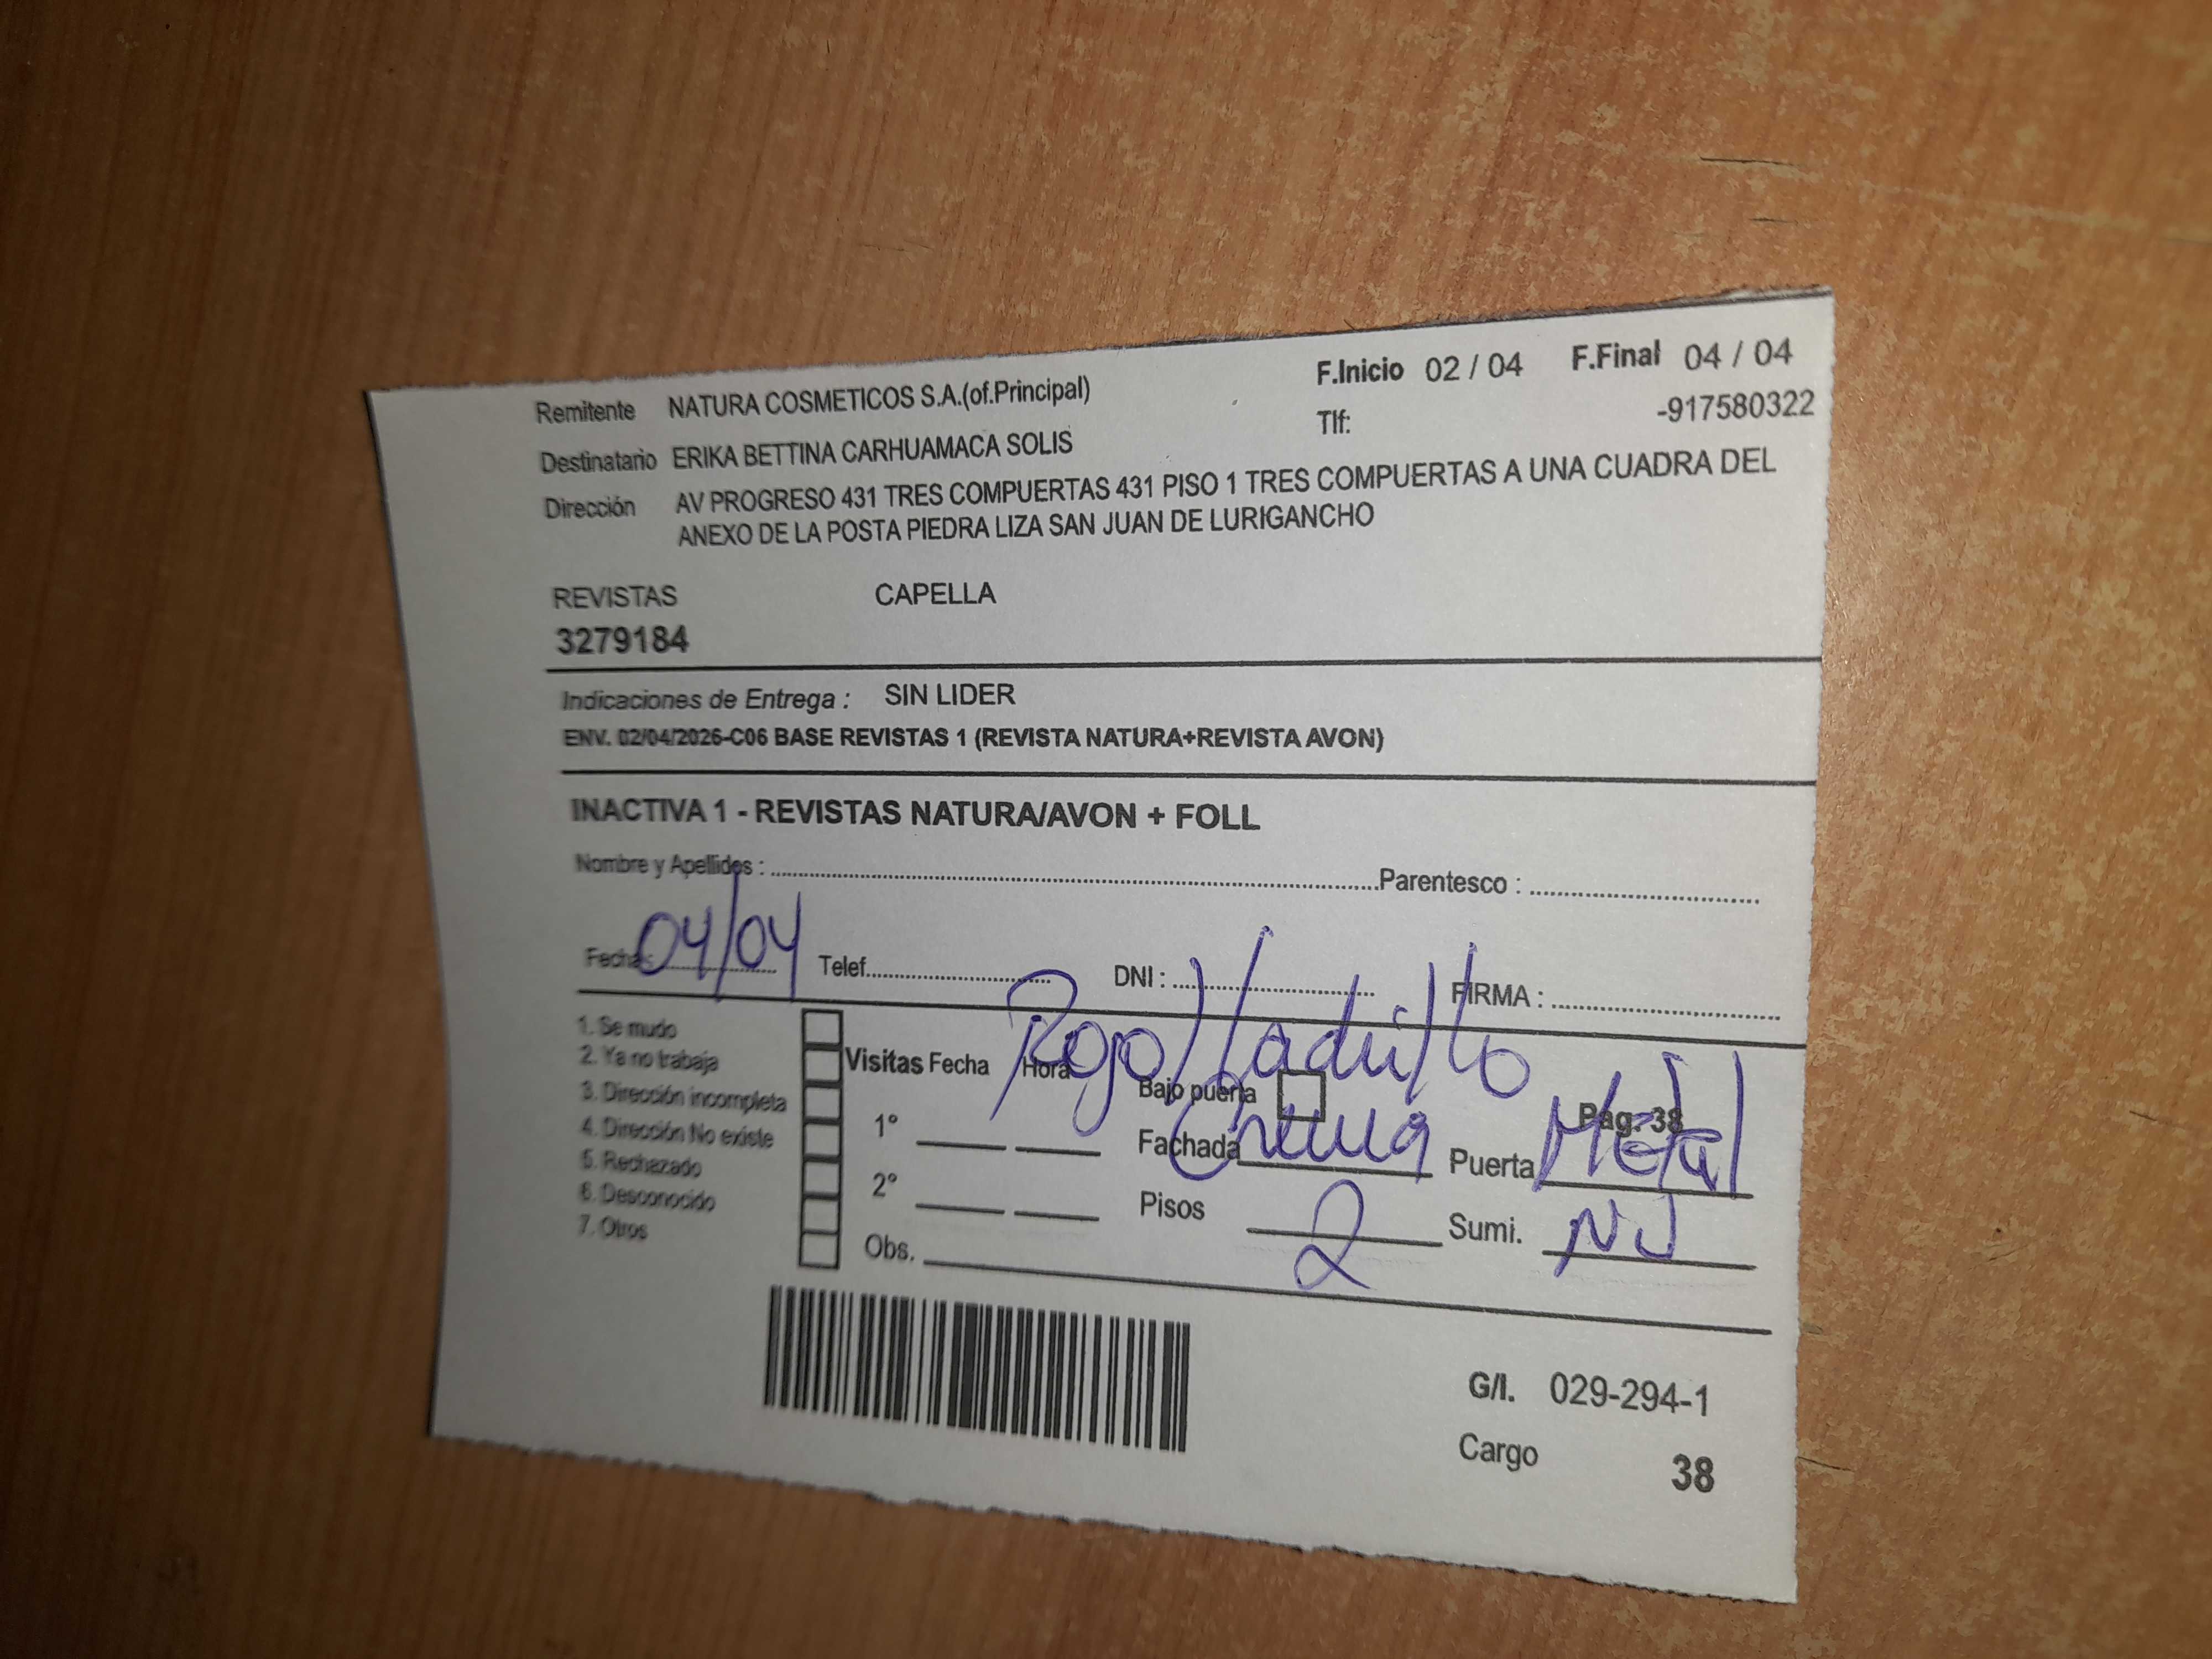 Remitente NATURA COSMETICOS S.A.(of.Principal) F.Inicio 02 / 04 F.Final 04 / 04
Destinatario ERIKA BETTINA CARHUAMACA SOLIS Tlf: -917580322
Dirección AV PROGRESO 431 TRES COMPUERTAS 431 PISO 1 TRES COMPUERTAS A UNA CUADRA DEL
ANEXO DE LA POSTA PIEDRA LIZA SAN JUAN DE LURIGANCHO
REVISTAS CAPELLA
3279184
Indicaciones de Entrega : SIN LIDER
ENV. 02/04/2026-C06 BASE REVISTAS 1 (REVISTA NATURA+REVISTA AVON)
INACTIVA 1 - REVISTAS NATURA/AVON + FOLL
Nombre y Apellidos : Parentesco :
Fecha: 04/04 Telef. DNI : FIRMA :
Rojo/Ladrillo
1. Se mudo
2. Ya no trabaja
3. Dirección incompleta
4. Dirección No existe
5. Rechazado
6. Desconocido
7. Otros
Visitas Fecha Hora Bajo puerta Pag. 38
1° Fachada Crema Puerta Metal
2° Pisos 2 Sumi.
Obs.
G/I. 029-294-1
Cargo 38